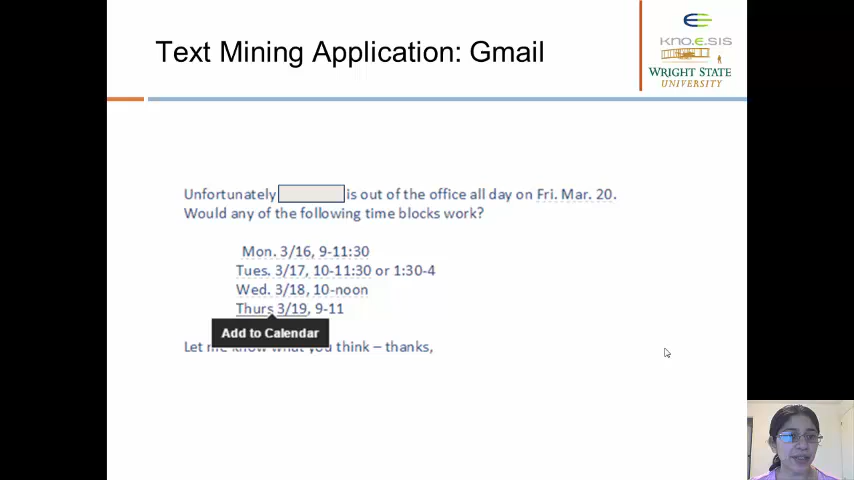 Text Mining Application: Gmail
kno.e.sis
WRIGHT STATE
UNIVERSITY
Unfortunately is out of the office all day on Fri. Mar. 20.
Would any of the following time blocks work?
Mon. 3/16, 9-11:30
Tues. 3/17, 10-11:30 or 1:30-4
Wed. 3/18, 10-noon
Thurs 3/19, 9-11
Add to Calendar
Let me know what you think – thanks,